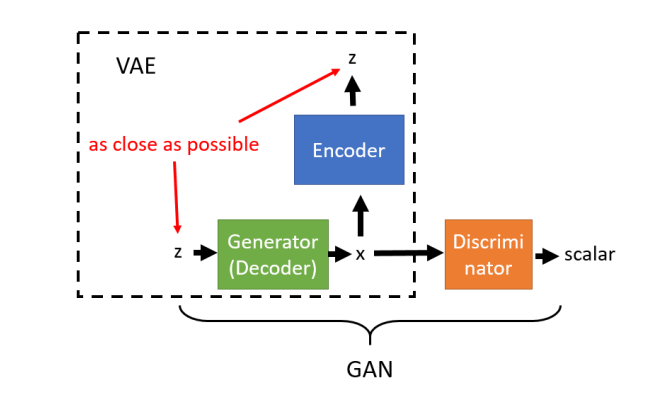 VAE
z
as close as possible
Encoder
z
Generator
(Decoder)
x
Discrimi
nator
scalar
GAN